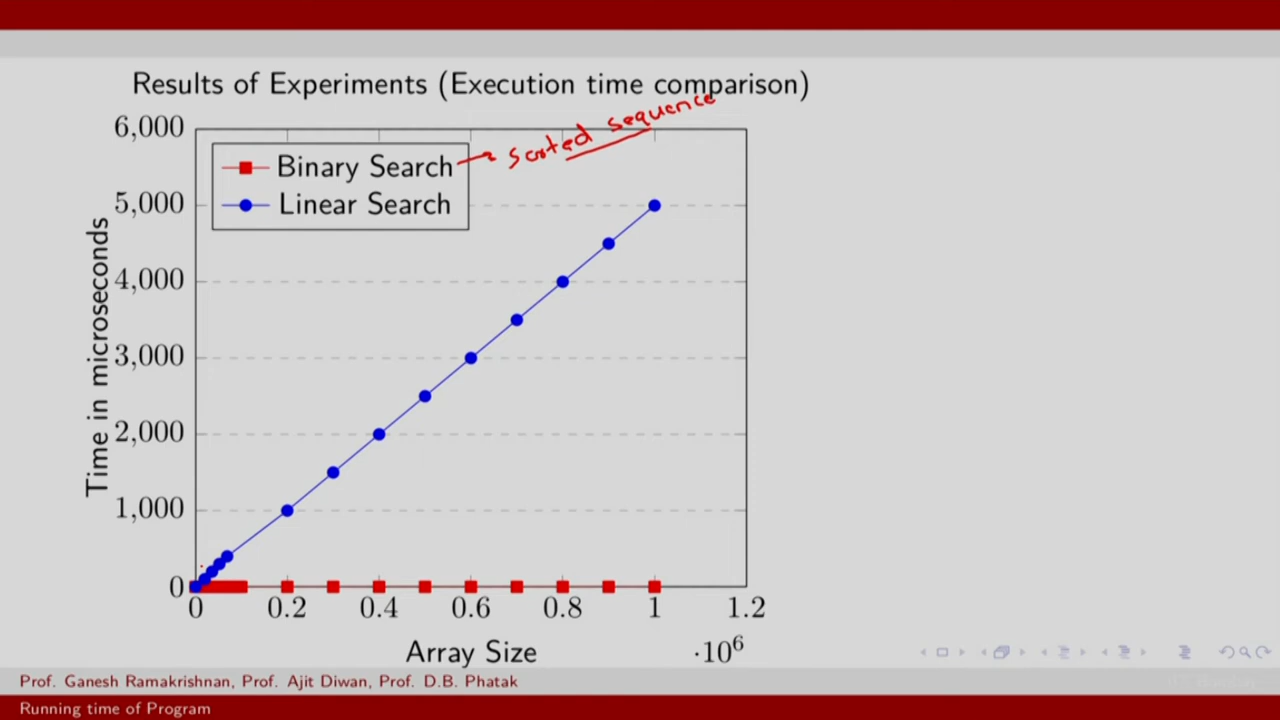 Results of Experiments (Execution time comparison)
6,000
Binary Search
sorted sequence
Linear Search
5,000
4,000
3,000
2,000
1,000
0
Time in microseconds
0 0.2 0.4 0.6 0.8 1 1.2
Array Size
·10⁶
Prof. Ganesh Ramakrishnan, Prof. Ajit Diwan, Prof. D.B. Phatak
Running time of Program